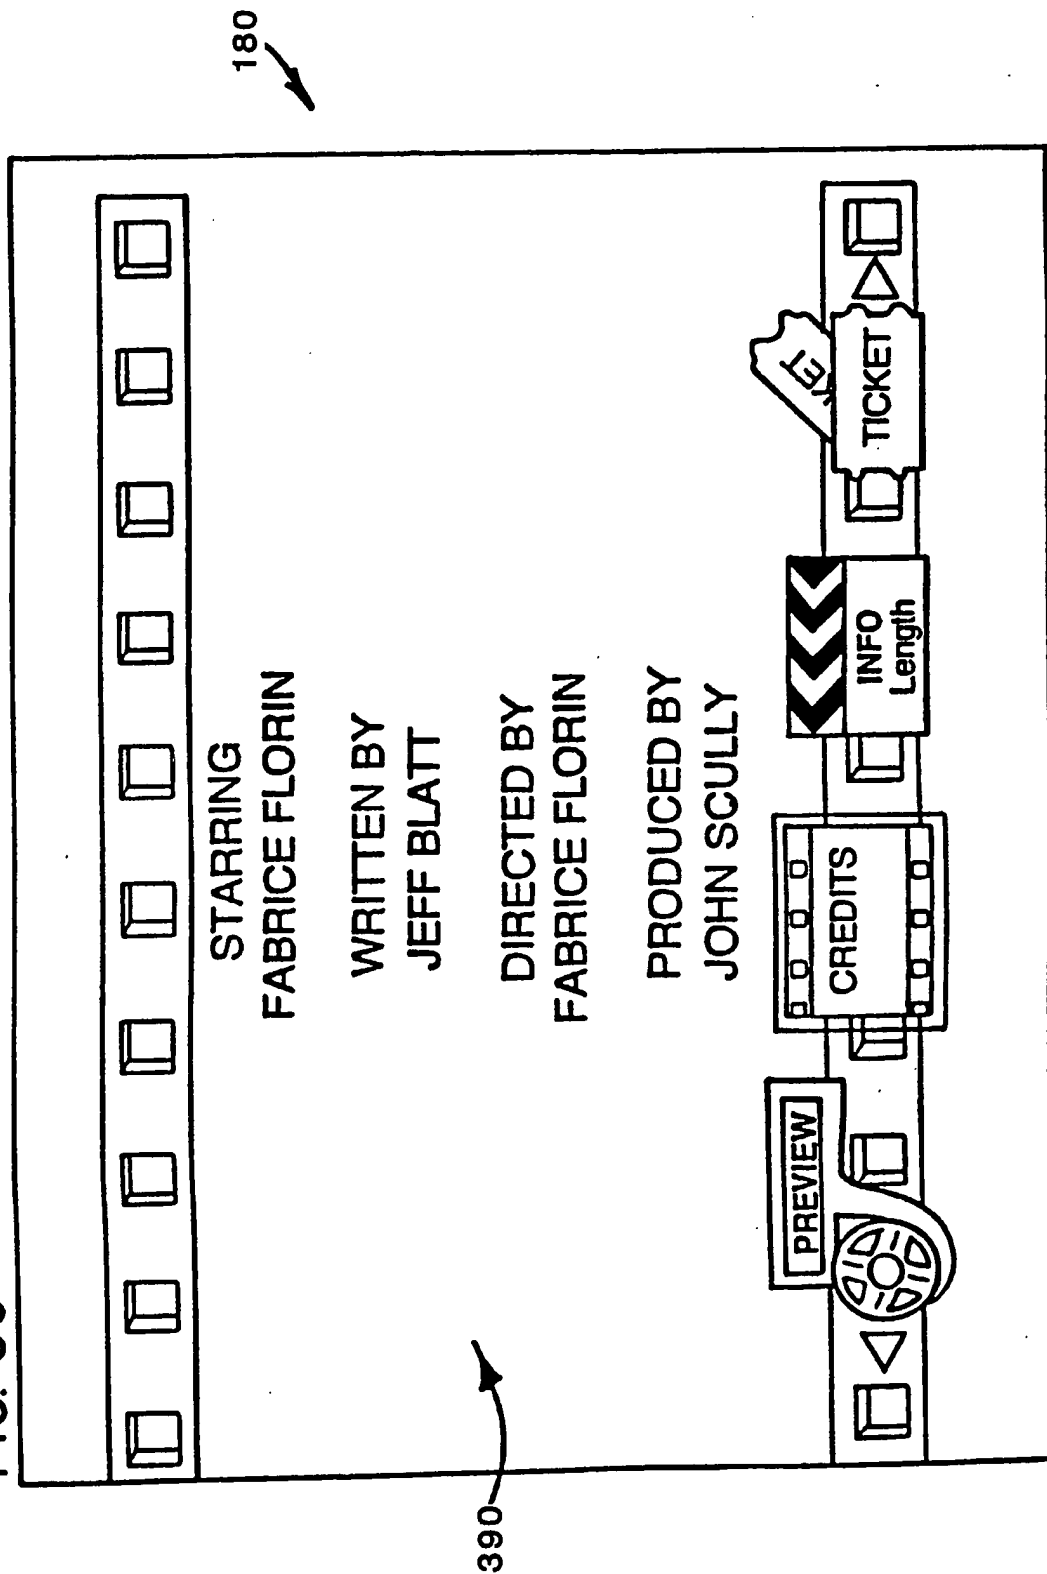 180
STARRING
FABRICE FLORIN
WRITTEN BY
JEFF BLATT
DIRECTED BY
FABRICE FLORIN
PRODUCED BY
JOHN SCULLY
390
PREVIEW
CREDITS
INFO
Length
KET
TICKET